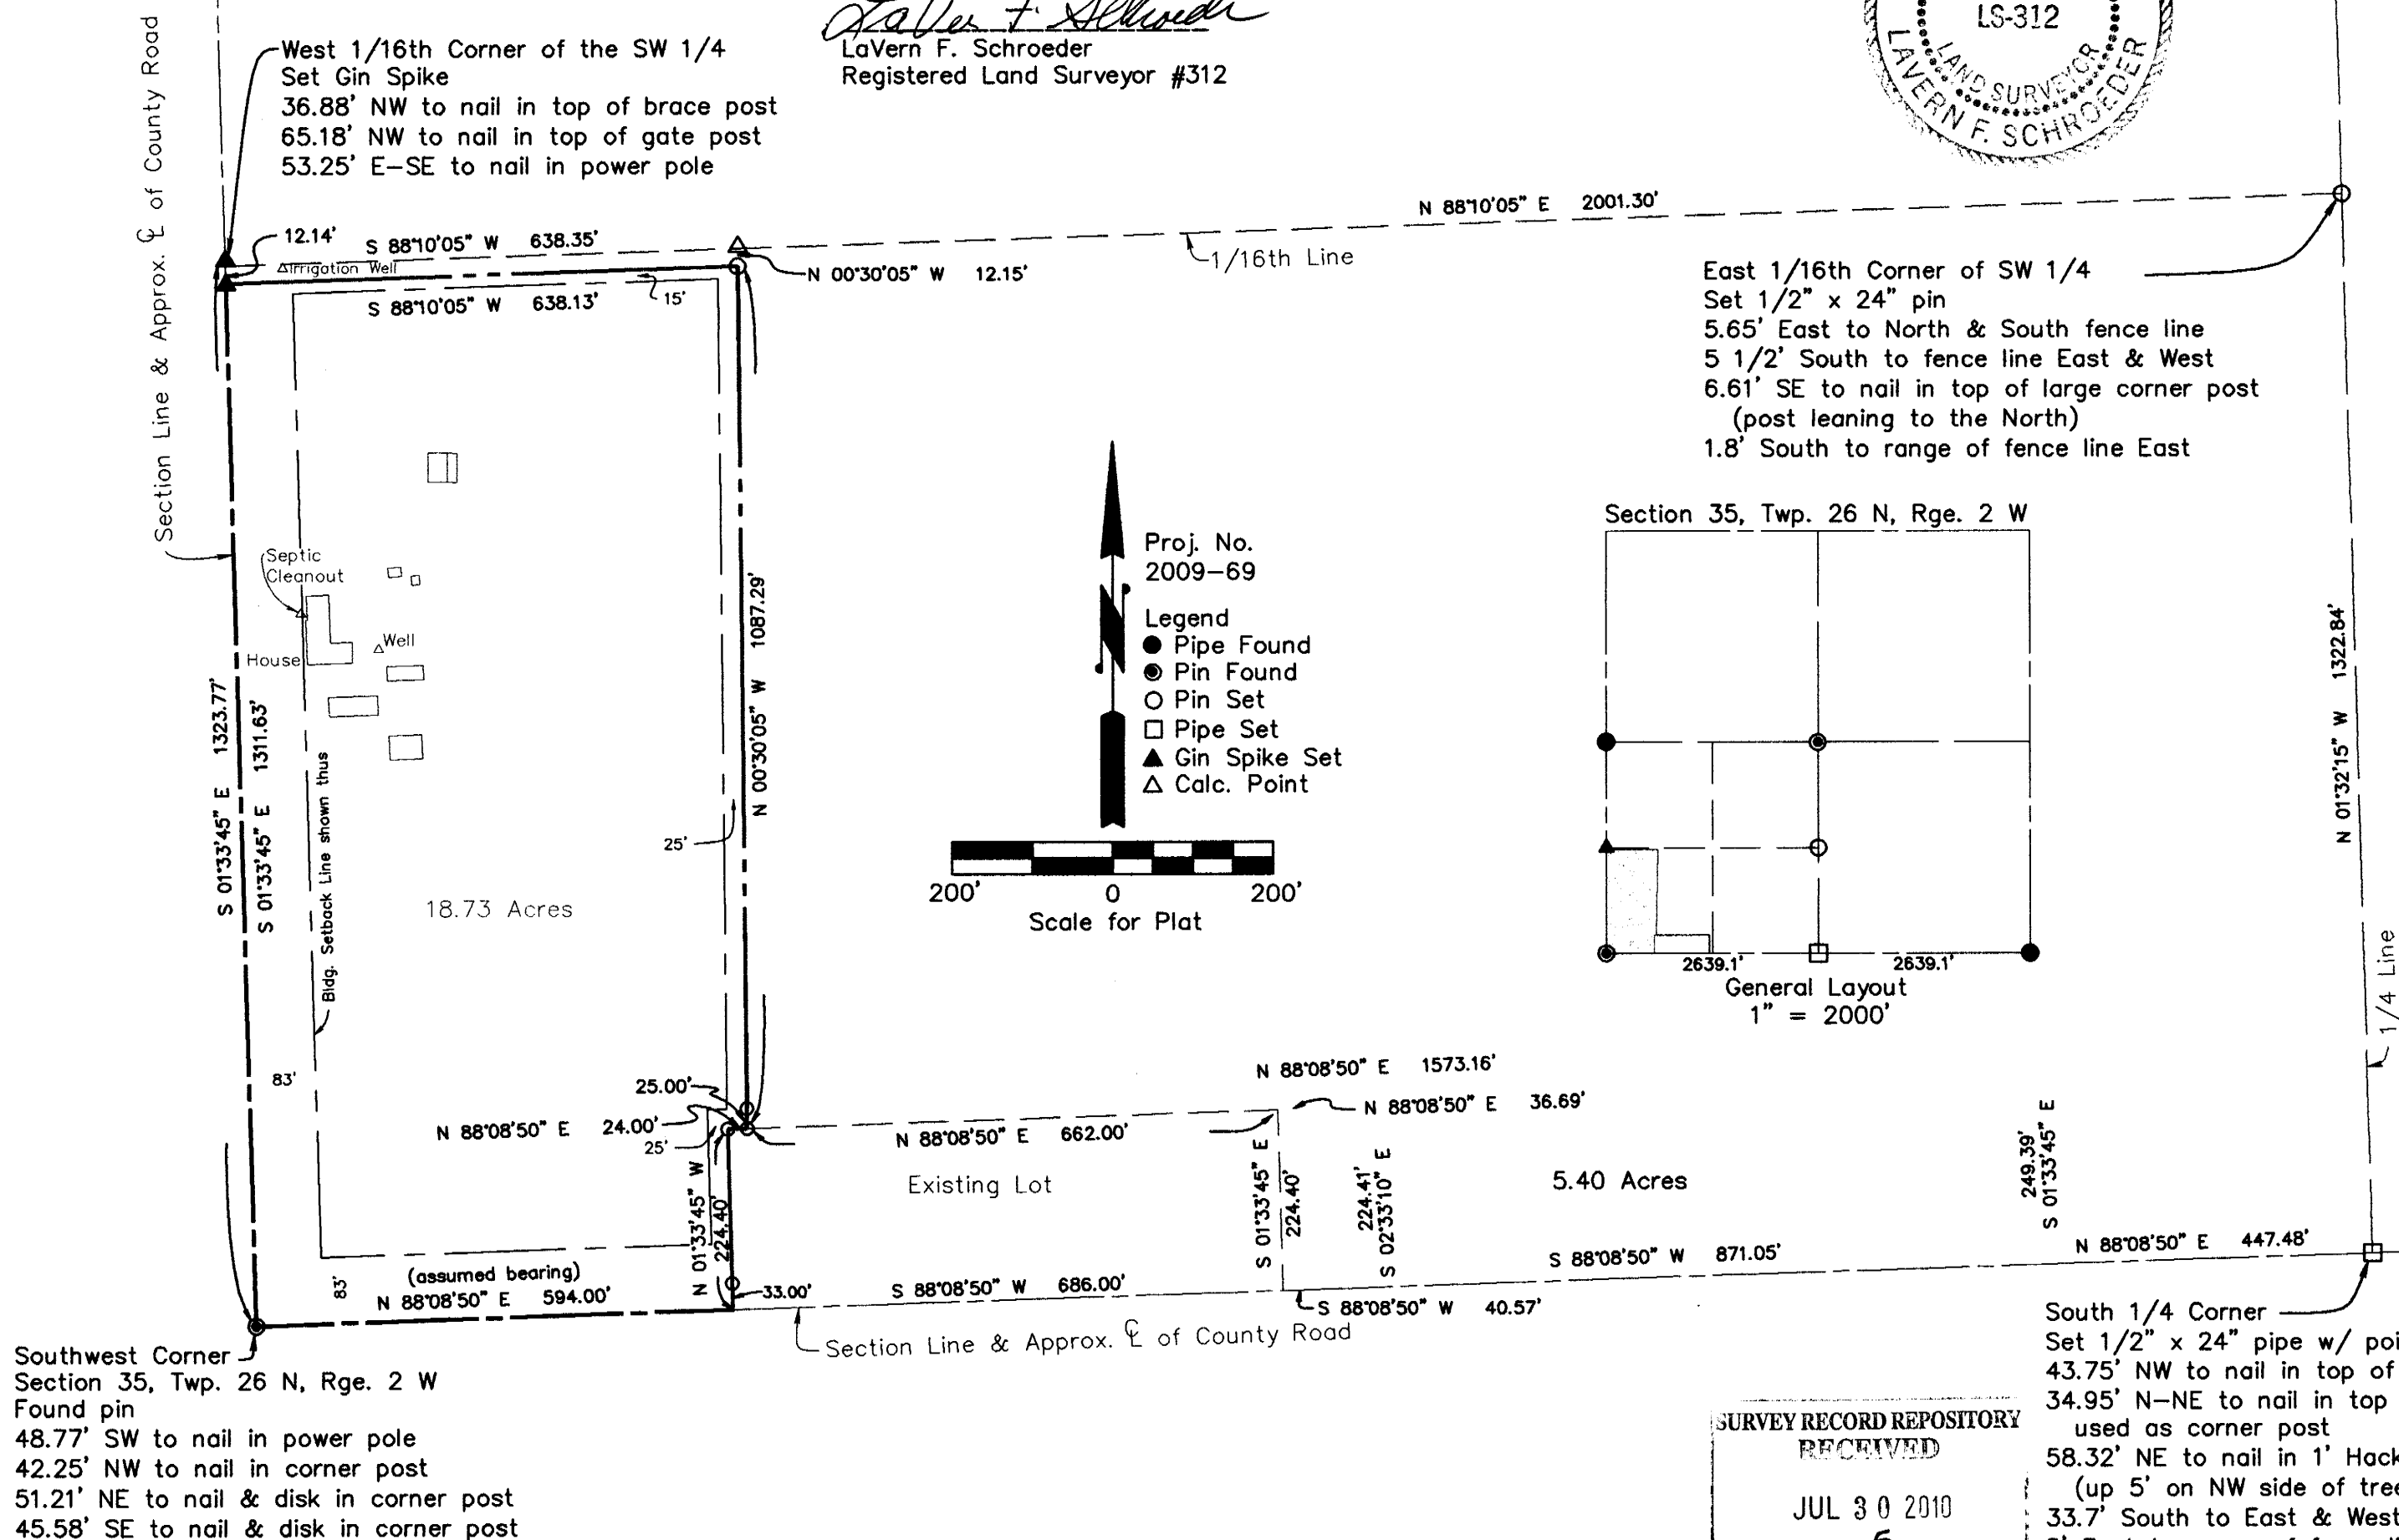 Section Line & Approx. ℄ of County Road
West 1/16th Corner of the SW 1/4
Set Gin Spike
36.88' NW to nail in top of brace post
65.18' NW to nail in top of gate post
53.25' E-SE to nail in power pole
LaVern F. Schroeder
LaVern F. Schroeder
Registered Land Surveyor #312
LS-312
LAND SURVEYOR
LAVERN F. SCHROEDER
12.14'
S 88°10'05" W 638.35'
Irrigation Well
S 88°10'05" W 638.13'
15'
N 00°30'05" W 12.15'
1/16th Line
N 88°10'05" E 2001.30'
East 1/16th Corner of SW 1/4
Set 1/2" x 24" pin
5.65' East to North & South fence line
5 1/2' South to fence line East & West
6.61' SE to nail in top of large corner post
(post leaning to the North)
1.8' South to range of fence line East
Section 35, Twp. 26 N, Rge. 2 W
2639.1'
2639.1'
General Layout
1" = 2000'
Proj. No.
2009-69
Legend
Pipe Found
Pin Found
Pin Set
Pipe Set
Gin Spike Set
Calc. Point
200' 0 200'
Scale for Plat
Septic
Cleanout
House
Well
S 01°33'45" E 1323.77'
S 01°33'45" E 1311.63'
Bldg. Setback Line shown thus
18.73 Acres
N 00°30'05" W 1087.29'
25'
83'
25.00'
N 88°08'50" E 24.00'
25'
N 01°33'45" W
224.40'
83'
(assumed bearing)
N 88°08'50" E 594.00'
33.00'
N 88°08'50" E 662.00'
Existing Lot
S 88°08'50" W 686.00'
Section Line & Approx. ℄ of County Road
N 88°08'50" E 1573.16'
N 88°08'50" E 36.69'
S 01°33'45" E
224.40'
224.41'
S 02°33'10" E
5.40 Acres
S 88°08'50" W 871.05'
S 88°08'50" W 40.57'
249.39'
S 01°33'45" E
N 88°08'50" E 447.48'
N 01°32'15" W 1322.84'
1/4 Line
Southwest Corner
Section 35, Twp. 26 N, Rge. 2 W
Found pin
48.77' SW to nail in power pole
42.25' NW to nail in corner post
51.21' NE to nail & disk in corner post
45.58' SE to nail & disk in corner post
SURVEY RECORD REPOSITORY
RECEIVED
JUL 30 2010
South 1/4 Corner
Set 1/2" x 24" pipe w/ poi
43.75' NW to nail in top of
34.95' N-NE to nail in top
used as corner post
58.32' NE to nail in 1' Hack
(up 5' on NW side of tree
33.7' South to East & West